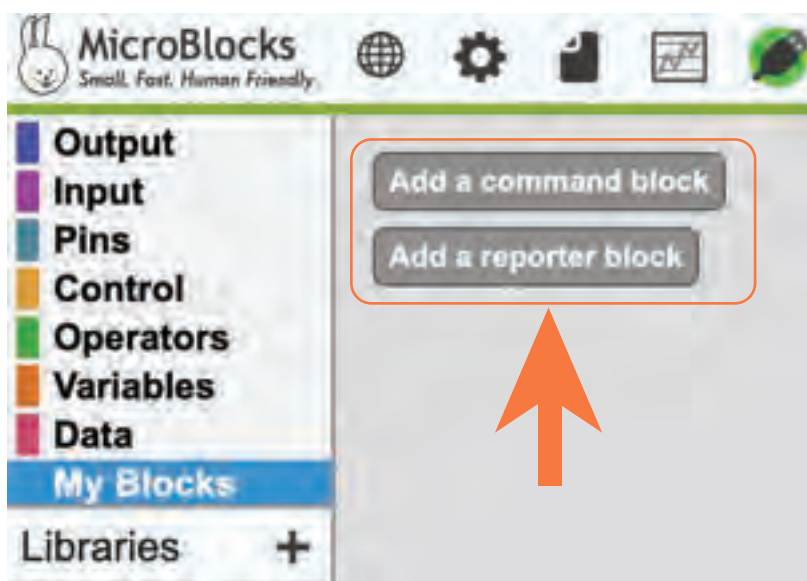 MicroBlocks
Small. Fast. Human Friendly.
Output
Input
Pins
Control
Operators
Variables
Data
My Blocks
Libraries +
Add a command block
Add a reporter block